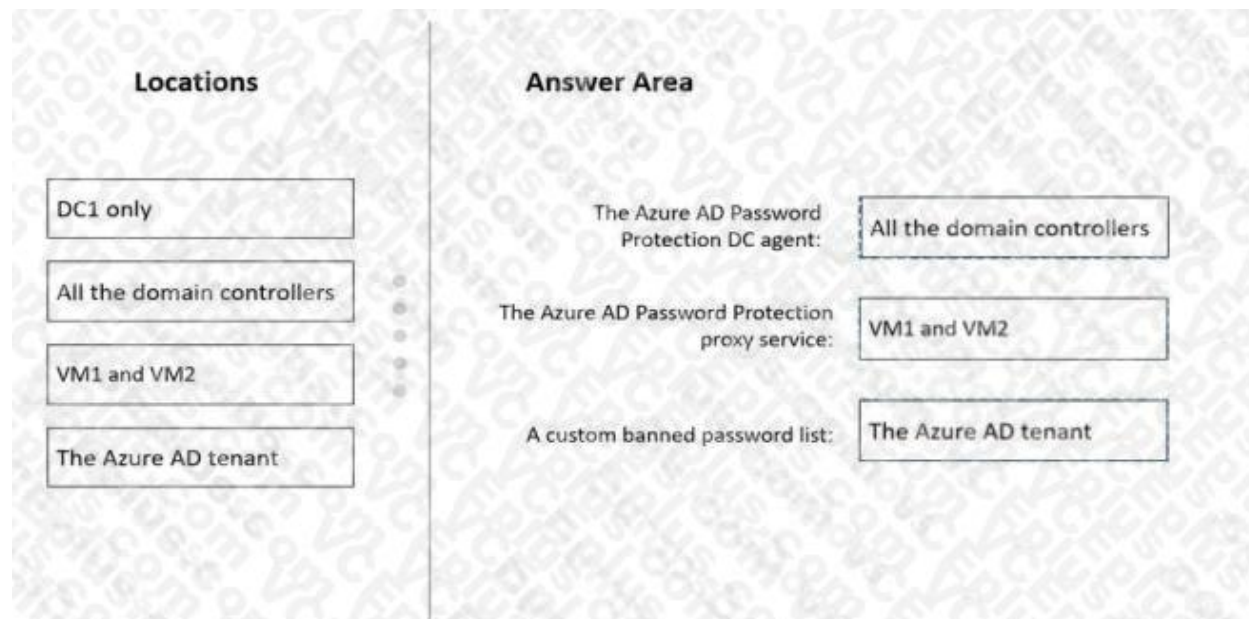 Locations
DC1 only
All the domain controllers
VM1 and VM2
The Azure AD tenant
Answer Area
The Azure AD Password
Protection DC agent:
All the domain controllers
The Azure AD Password Protection
proxy service:
VM1 and VM2
A custom banned password list:
The Azure AD tenant